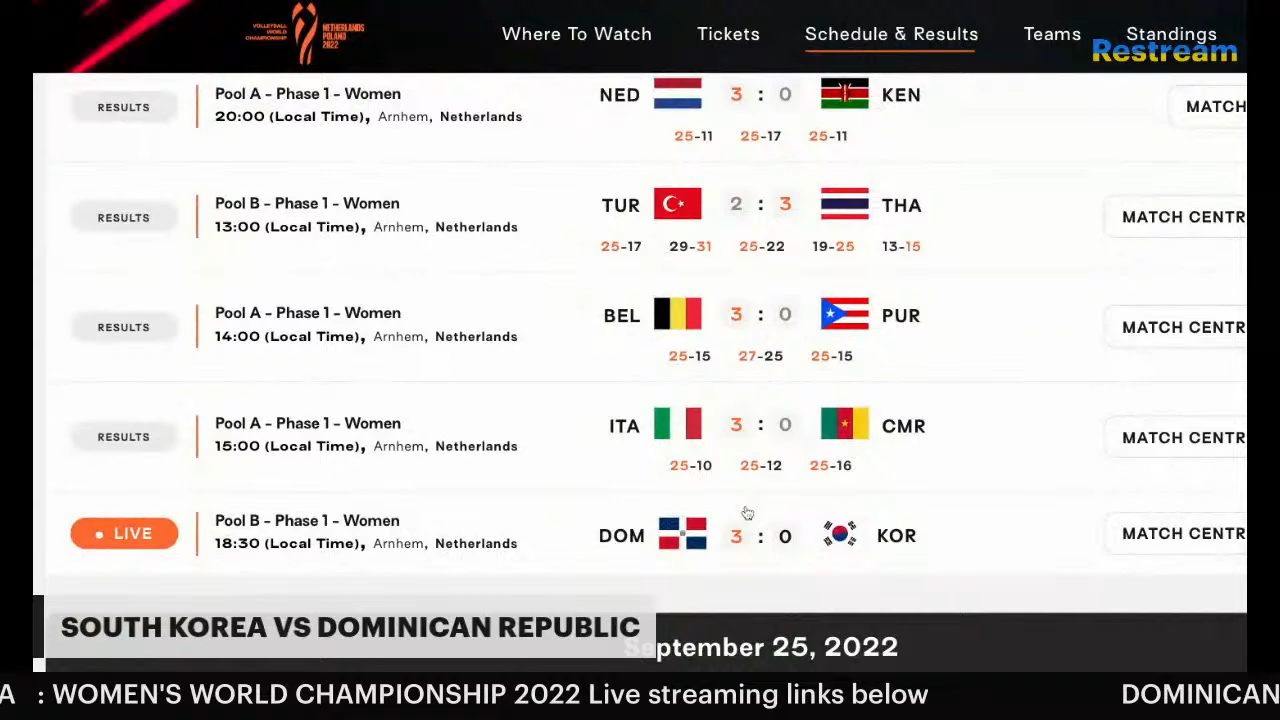 VOLLEYBALL
WORLD
CHAMPIONSHIP
NETHERLANDS
POLAND
2022
Where To Watch
Tickets
Schedule & Results
Teams
Standings
Restream
RESULTS
Pool A - Phase 1 - Women
20:00 (Local Time), Arnhem, Netherlands
NED 3 : 0 KEN
25-11 25-17 25-11
MATCH
RESULTS
Pool B - Phase 1 - Women
13:00 (Local Time), Arnhem, Netherlands
TUR 2 : 3 THA
25-17 29-31 25-22 19-25 13-15
MATCH CENTR
RESULTS
Pool A - Phase 1 - Women
14:00 (Local Time), Arnhem, Netherlands
BEL 3 : 0 PUR
25-15 27-25 25-15
MATCH CENTR
RESULTS
Pool A - Phase 1 - Women
15:00 (Local Time), Arnhem, Netherlands
ITA 3 : 0 CMR
25-10 25-12 25-16
MATCH CENTR
LIVE
Pool B - Phase 1 - Women
18:30 (Local Time), Arnhem, Netherlands
DOM 3 : 0 KOR
MATCH CENTR
SOUTH KOREA VS DOMINICAN REPUBLIC
September 25, 2022
A : WOMEN'S WORLD CHAMPIONSHIP 2022 Live streaming links below DOMINICAN